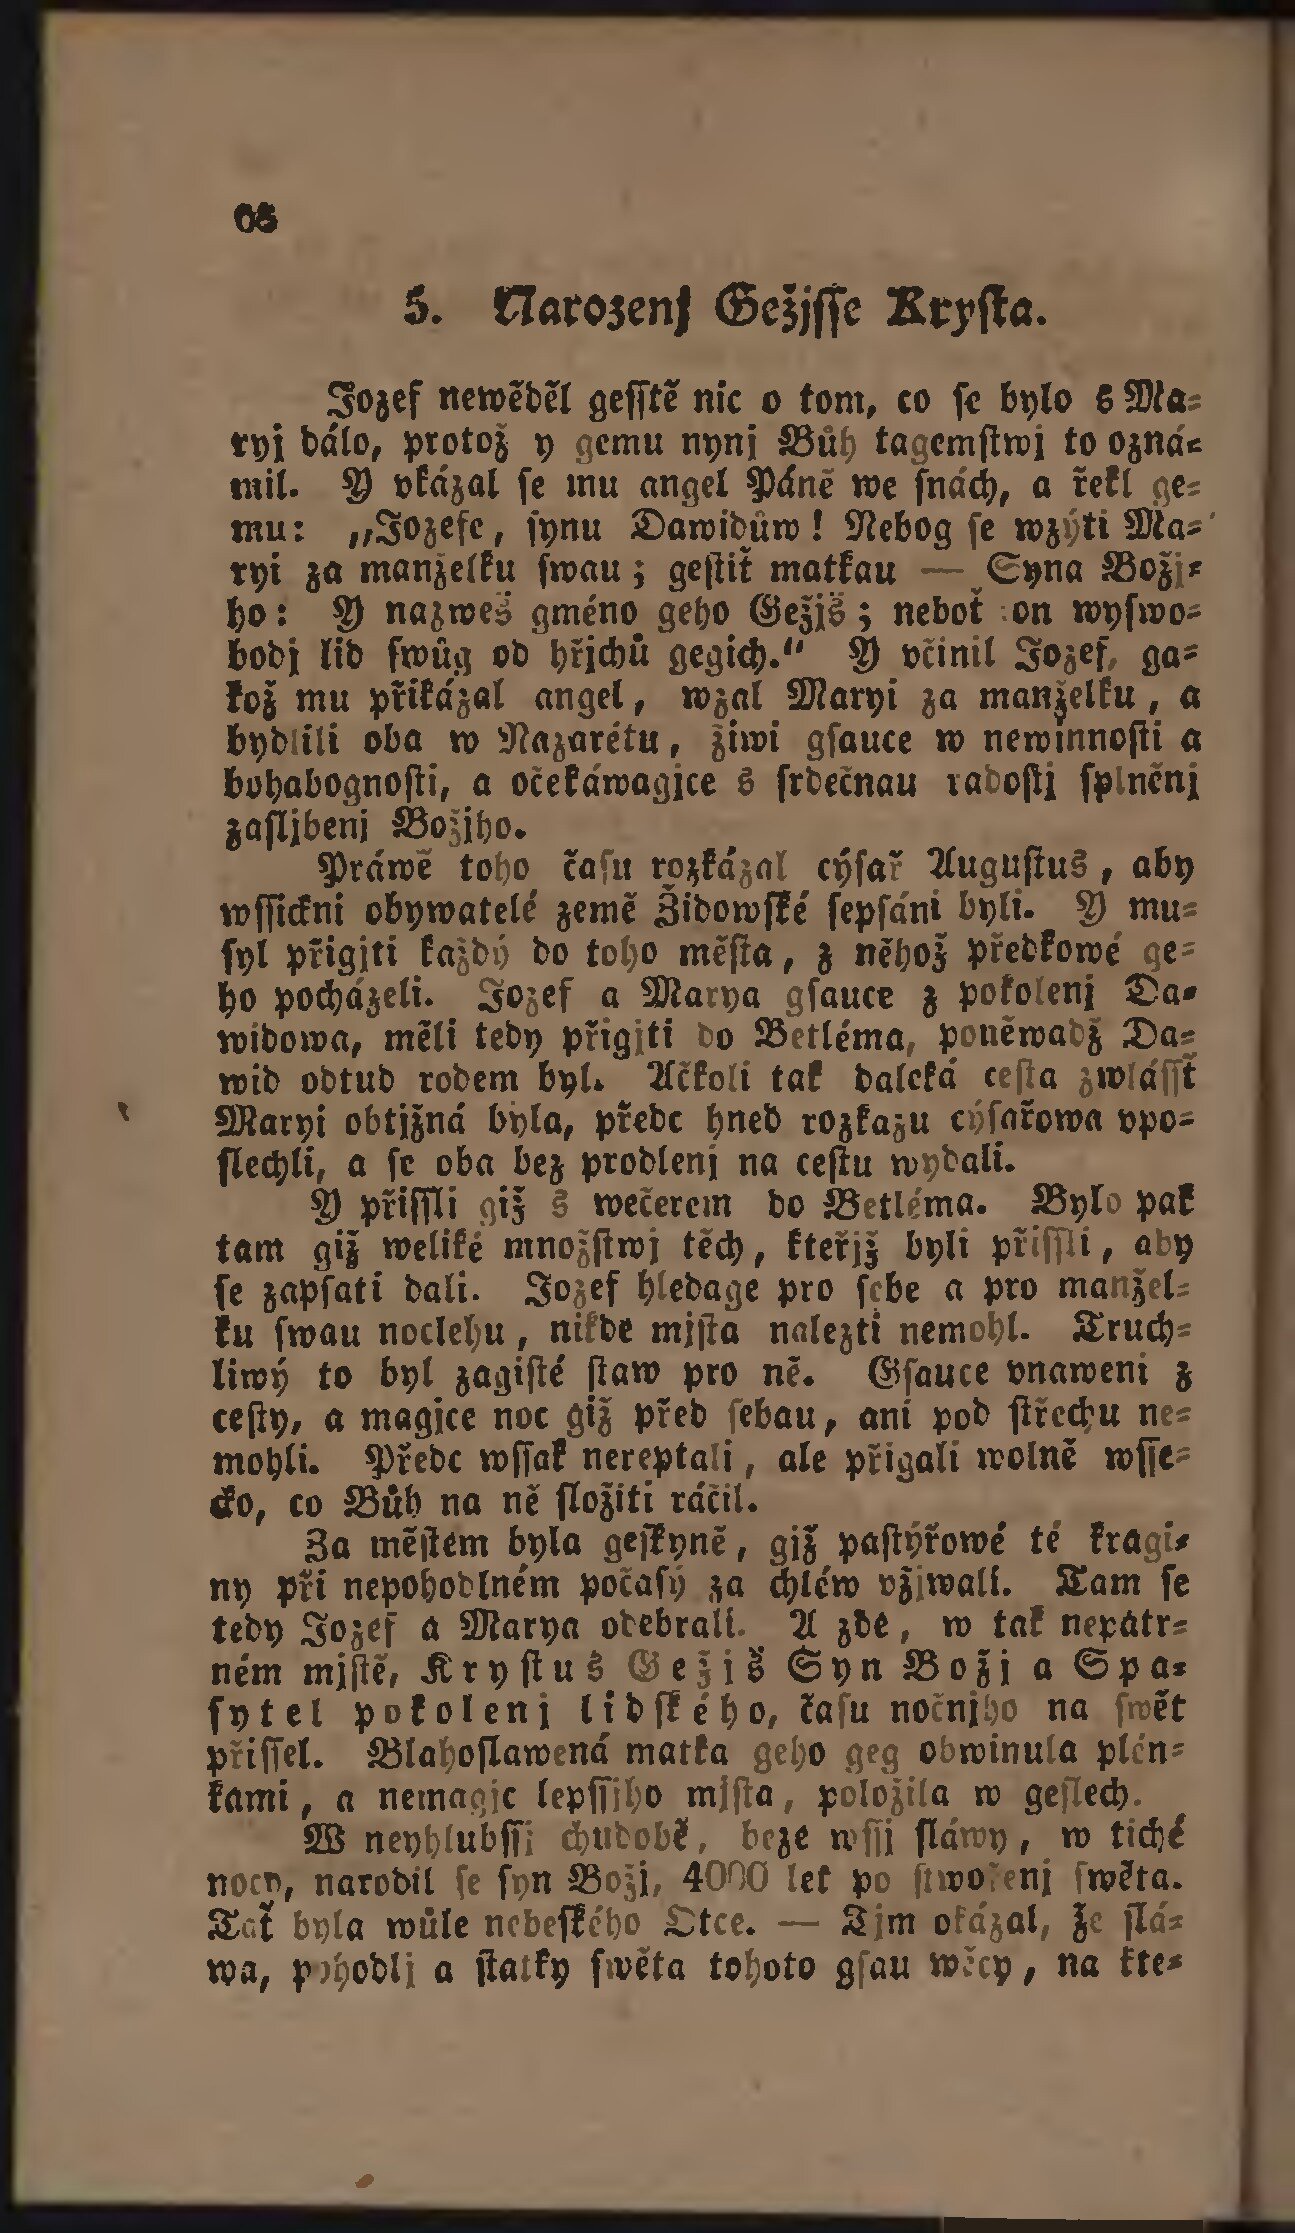 5. Narozenj Gežjſſe Kryſta.
Jozef newěděl geſſtě nic o tom, co ſe bylo s Ma=
ryj dálo, protož y gemu nynj Bůh tagemſtwj to ozná=
mil. Y vkázal ſe mu angel Páně we ſnách, a řekl ge=
mu: „Jozefe, ſynu Dawidůw! Nebog ſe wzýti Ma=
ryi za manželku ſwau; geſtiť matkau — Syna Božj=
ho: Y nazweš gméno geho Gežjš; neboť on wyſwo=
bodj lid ſwůg od hřjchů gegich.“ Y včinil Jozef, ga=
kož mu přikázal angel, wzal Maryi za manželku, a
bydlili oba w Nazarétu, žiwi gſauce w newinnoſti a
bohabognoſti, a očekáwagjce s ſrdečnau radoſtj ſplněnj
zaſljbenj Božjho.
Práwě toho čaſu rozkázal cýſař Auguſtus, aby
wſſickni obywatelé země Židowſké ſepſáni byli. Y mu=
ſyl přigjti každý do toho měſta, z něhož předkowé ge=
ho pocházeli. Jozef a Marya gſauce z pokolenj Da=
widowa, měli tedy přigjti do Betléma, poněwadž Da=
wid odtud rodem byl. Ačkoli tak daleká ceſta zwláſſť
Maryi obtjžná byla, předc hned rozkazu cýſařowa vpo=
ſlechli, a ſe oba bez prodlenj na ceſtu wydali.
Y přiſſli giž s wečerem do Betléma. Bylo pak
tam giž weliké množſtwj těch, kteřjž byli přiſſli, aby
ſe zapſati dali. Jozef hledage pro ſebe a pro manžel=
ku ſwau noclehu, nikde mjſta nalezti nemohl. Truch=
liwý to byl zagiſté ſtaw pro ně. Gſauce vnaweni z
ceſty, a magjce noc giž před ſebau, ani pod ſtřechu ne=
mohli. Předc wſſak nereptali, ale přigali wolně wſſe=
cko, co Bůh na ně ſložiti ráčil.
Za měſtem byla geſkyně, gjž paſtýřowé té kragi=
ny při nepohodlném počaſý za chléw vžjwali. Tam ſe
tedy Jozef a Marya odebrali. A zde, w tak nepatr=
ném mjſtě, Kryſtus Gežjš Syn Božj a Spa=
ſytel pokolenj lidſkého, čaſu nočnjho na ſwět
přiſſel. Blahoſlawená matka geho geg obwinula plén=
kami, a nemagjc lepſſjho mjſta, položila w geſlech.
W neyhlubſſj chudobě, beze wſſj ſláwy, w tiché
nocy, narodil ſe ſyn Božj, 4000 let po ſtwořenj ſwěta.
Tať byla wůle nebeſkého Otce. — Tjm okázal, že ſlá=
wa, pohodlj a ſtatky ſwěta tohoto gſau wěcy, na kte=